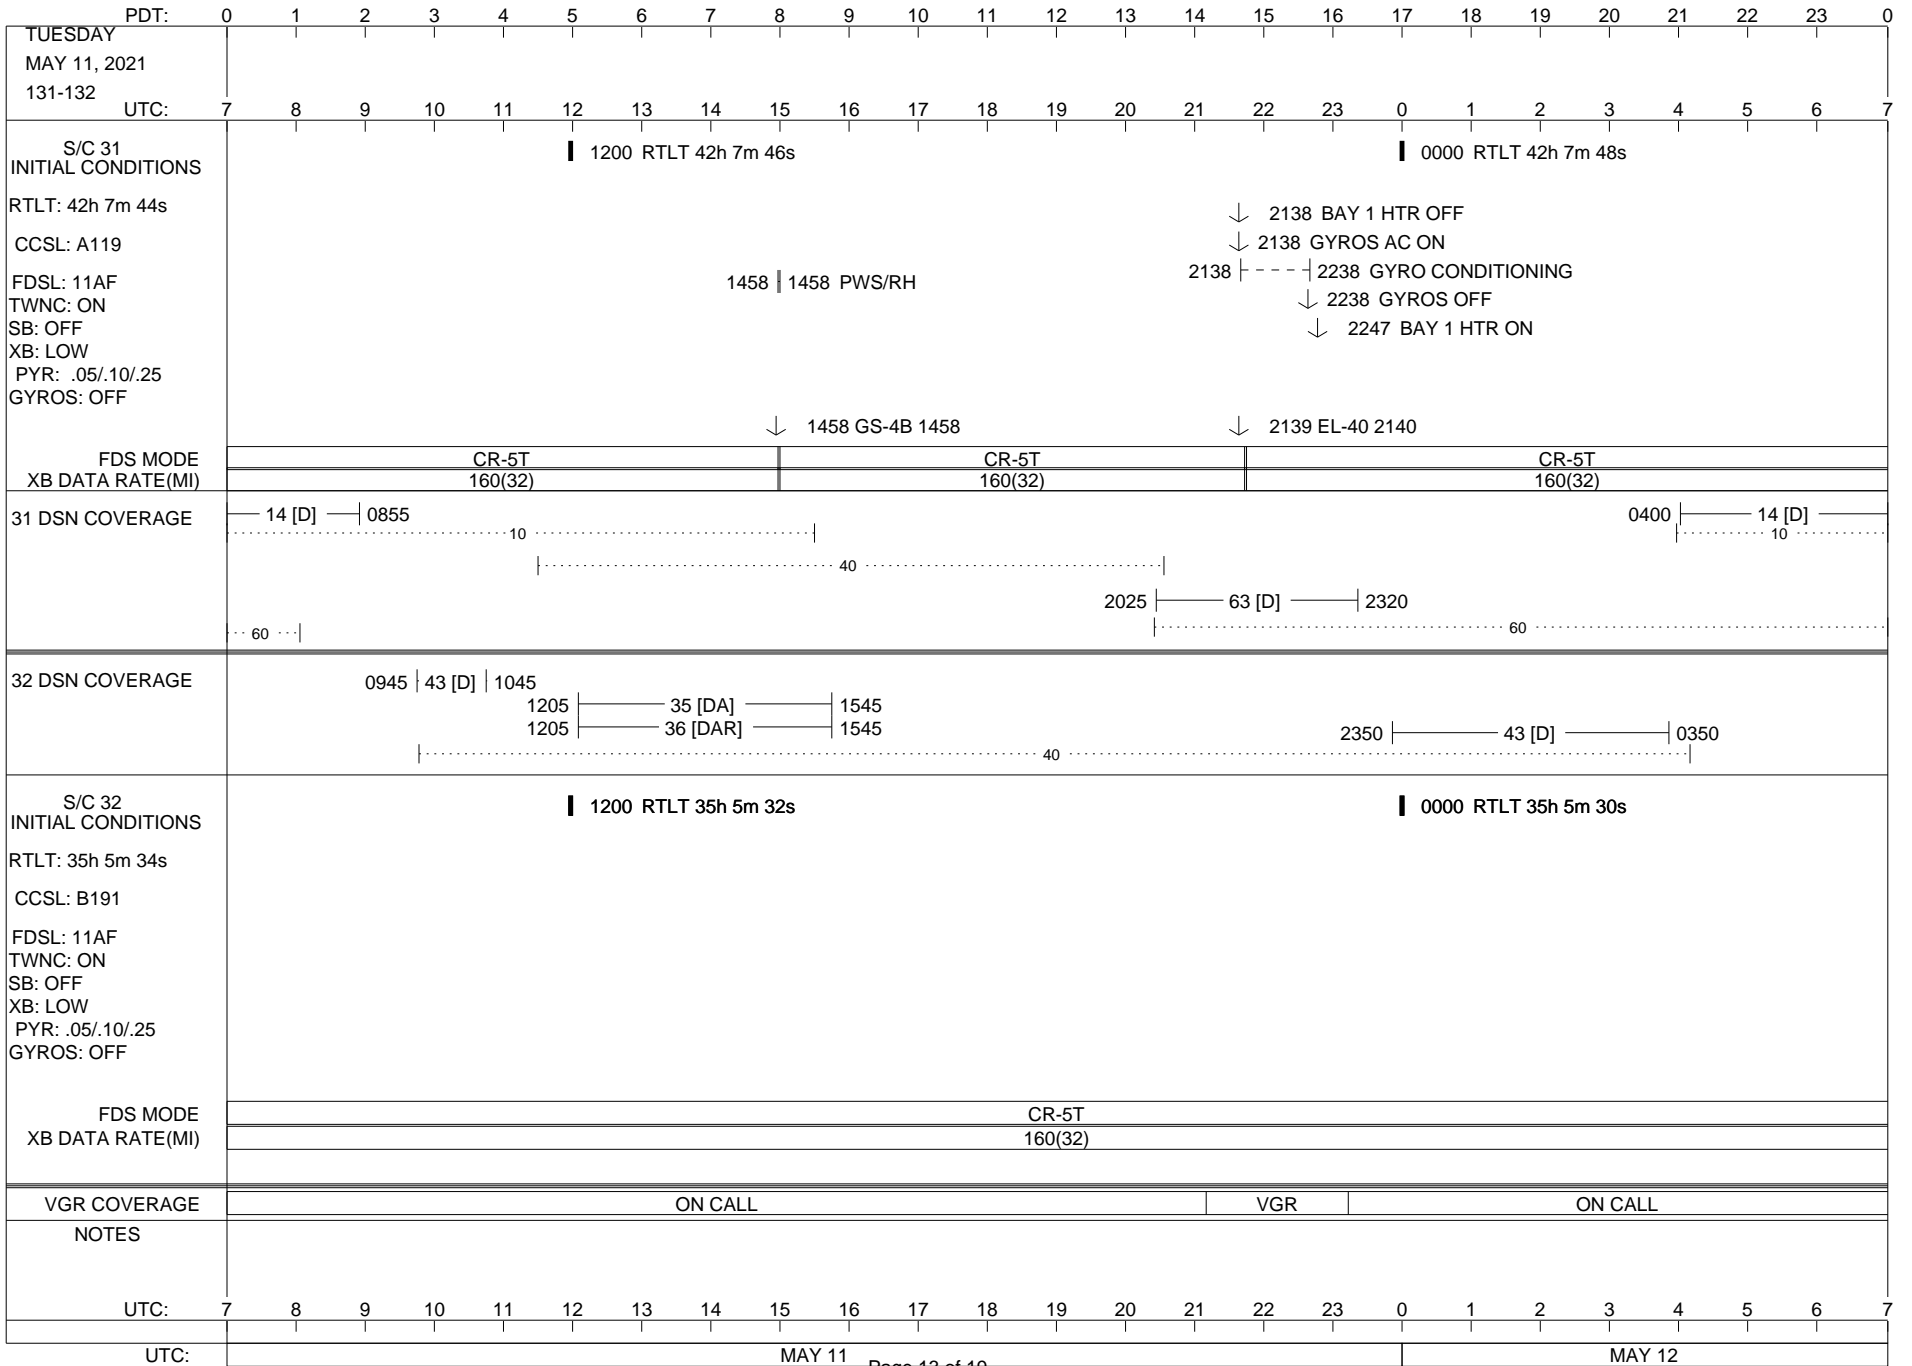 PDT: 0 1 2 3 4 5 6 7 8 9 10 11 12 13 14 15 16 17 18 19 20 21 22 23 0
TUESDAY
MAY 11, 2021
131-132
UTC: 7 8 9 10 11 12 13 14 15 16 17 18 19 20 21 22 23 0 1 2 3 4 5 6 7
S/C 31
INITIAL CONDITIONS
1200 RTLT 42h 7m 46s
0000 RTLT 42h 7m 48s
RTLT: 42h 7m 44s
2138 BAY 1 HTR OFF
CCSL: A119
2138 GYROS AC ON
FDSL: 11AF
1458 1458 PWS/RH
2138 2238 GYRO CONDITIONING
TWNC: ON
2238 GYROS OFF
SB: OFF
2247 BAY 1 HTR ON
XB: LOW
PYR: .05/.10/.25
GYROS: OFF
1458 GS-4B 1458
2139 EL-40 2140
FDS MODE CR-5T CR-5T CR-5T
XB DATA RATE(MI) 160(32) 160(32) 160(32)
31 DSN COVERAGE
14 [D] 0855
0400 14 [D]
10 10
40
2025 63 [D] 2320
60 60
32 DSN COVERAGE
0945 43 [D] 1045
1205 35 [DA] 1545
1205 36 [DAR] 1545
2350 43 [D] 0350
40
S/C 32
INITIAL CONDITIONS
1200 RTLT 35h 5m 32s
0000 RTLT 35h 5m 30s
RTLT: 35h 5m 34s
CCSL: B191
FDSL: 11AF
TWNC: ON
SB: OFF
XB: LOW
PYR: .05/.10/.25
GYROS: OFF
FDS MODE CR-5T
XB DATA RATE(MI) 160(32)
VGR COVERAGE ON CALL VGR ON CALL
NOTES
UTC: 7 8 9 10 11 12 13 14 15 16 17 18 19 20 21 22 23 0 1 2 3 4 5 6 7
UTC: MAY 11 MAY 12